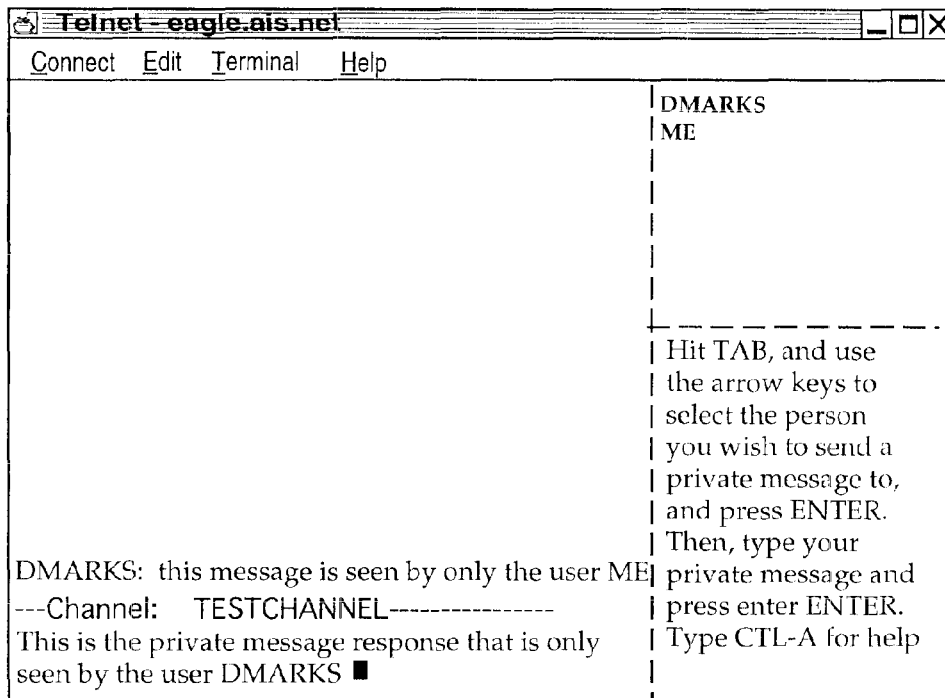 Telnet - eagle.ais.net
Connect Edit Terminal Help
DMARKS
ME
Hit TAB, and use
the arrow keys to
select the person
you wish to send a
private message to,
and press ENTER.
Then, type your
private message and
press enter ENTER.
Type CTL-A for help
DMARKS: this message is seen by only the user ME
---Channel: TESTCHANNEL----------------
This is the private message response that is only
seen by the user DMARKS